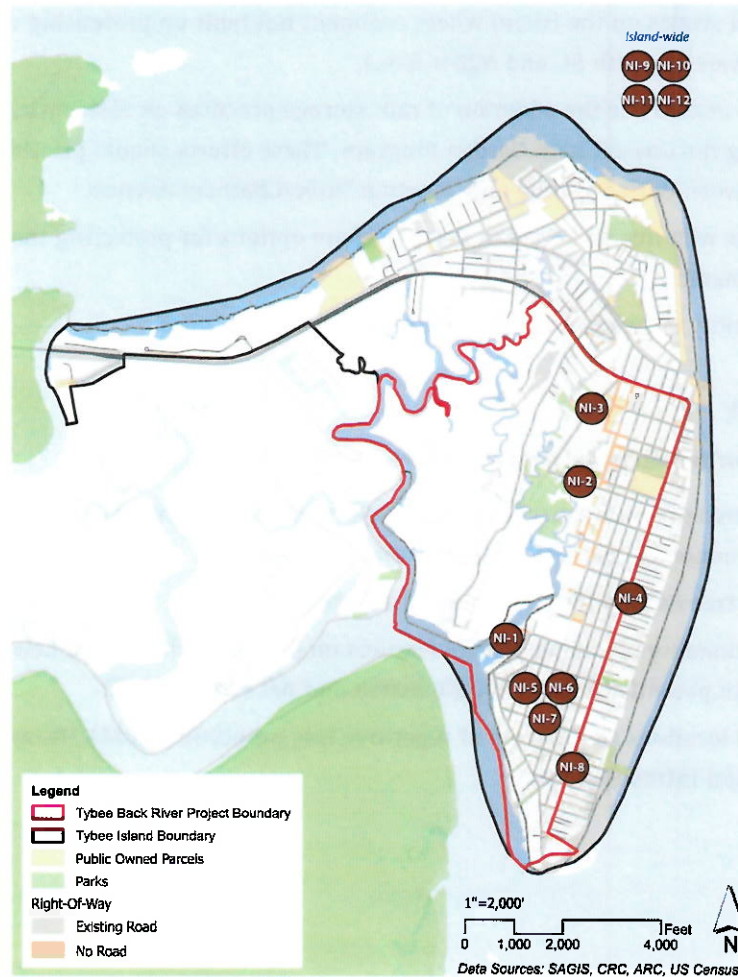 Island-wide
NI-9 NI-10
NI-11 NI-12
NI-3
NI-2
NI-4
NI-1
NI-5 NI-6
NI-7
NI-8
Legend
Tybee Back River Project Boundary
Tybee Island Boundary
Public Owned Parcels
Parks
Right-Of-Way
Existing Road
No Road
1"=2,000'
Feet
0 1,000 2,000 4,000
N
Data Sources: SAGIS, CRC, ARC, US Census